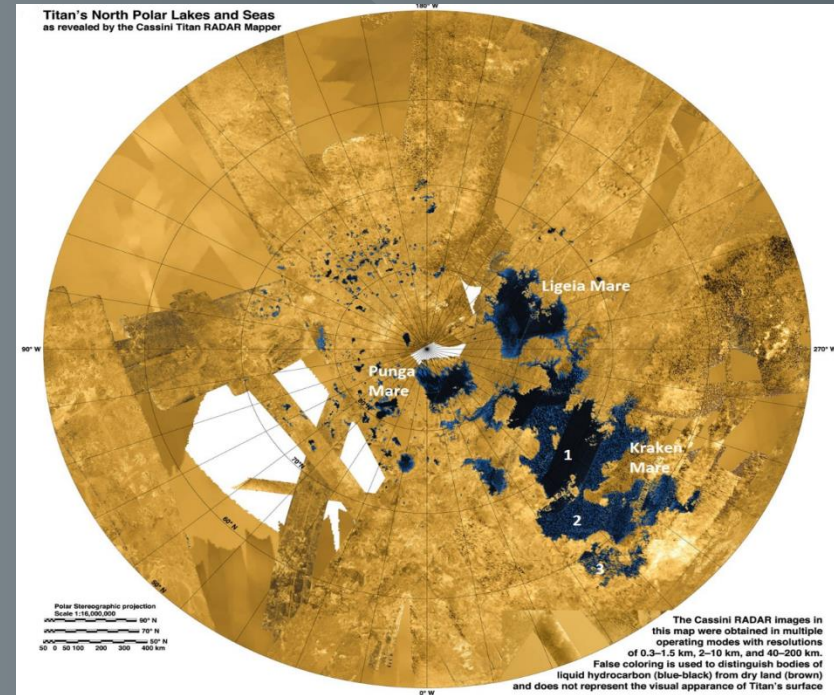 Titan's North Polar Lakes and Seas
as revealed by the Cassini Titan RADAR Mapper
180° W
Ligeia Mare
90° W
270° W
Punga
Mare
1
Kraken
Mare
2
3
70° N
60° N
50° N
Polar Stereographic projection
Scale 1:16,000,000
90° N
70° N
50° N
50 0 50 100 200 300 400 km
The Cassini RADAR images in
this map were obtained in multiple
operating modes with resolutions
of 0.3–1.5 km, 2–10 km, and 40–200 km.
False coloring is used to distinguish bodies of
liquid hydrocarbon (blue-black) from dry land (brown)
and does not represent the visual apparance of Titan's surface
0° W